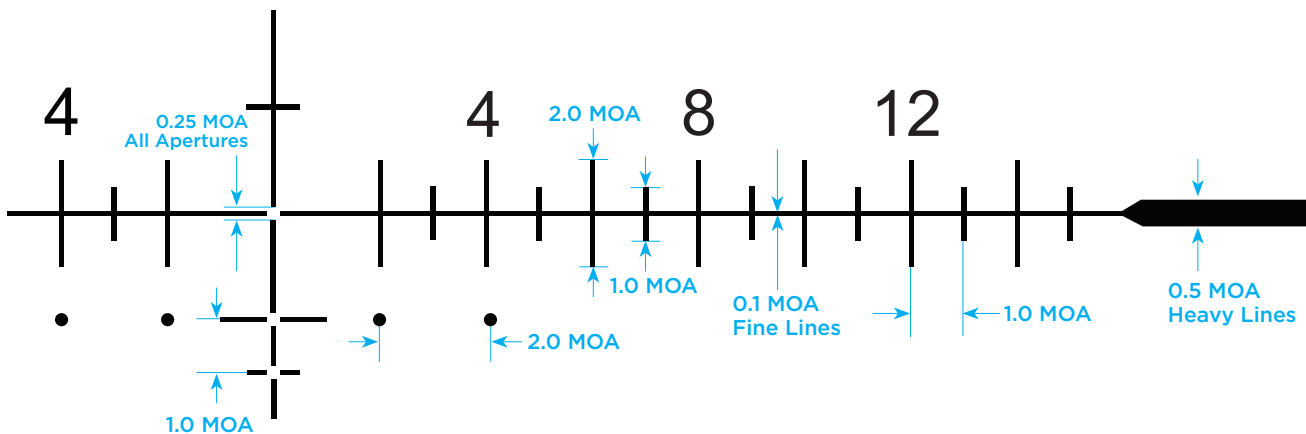 4
4
8
12
0.25 MOA
All Apertures
2.0 MOA
1.0 MOA
0.1 MOA
Fine Lines
1.0 MOA
0.5 MOA
Heavy Lines
2.0 MOA
1.0 MOA